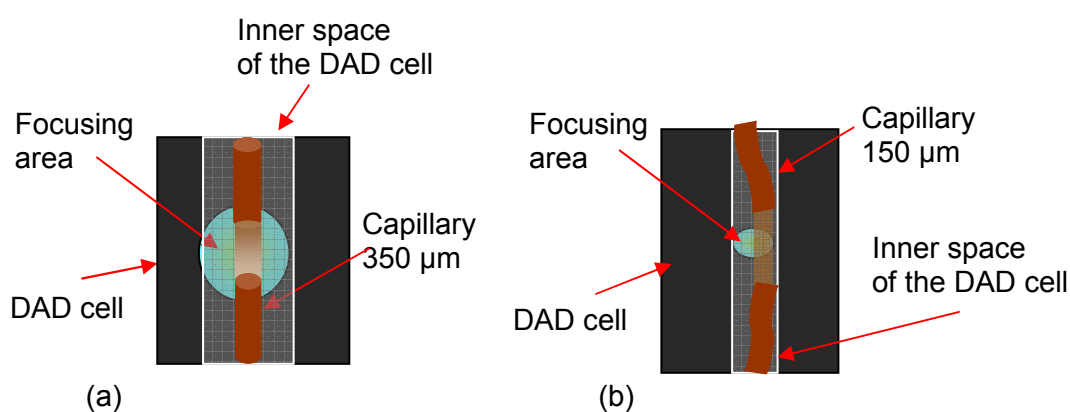 Inner space
of the DAD cell
Focusing
area
Capillary
350 µm
DAD cell
(a)
Focusing
area
Capillary
150 µm
Inner space
of the DAD cell
DAD cell
(b)